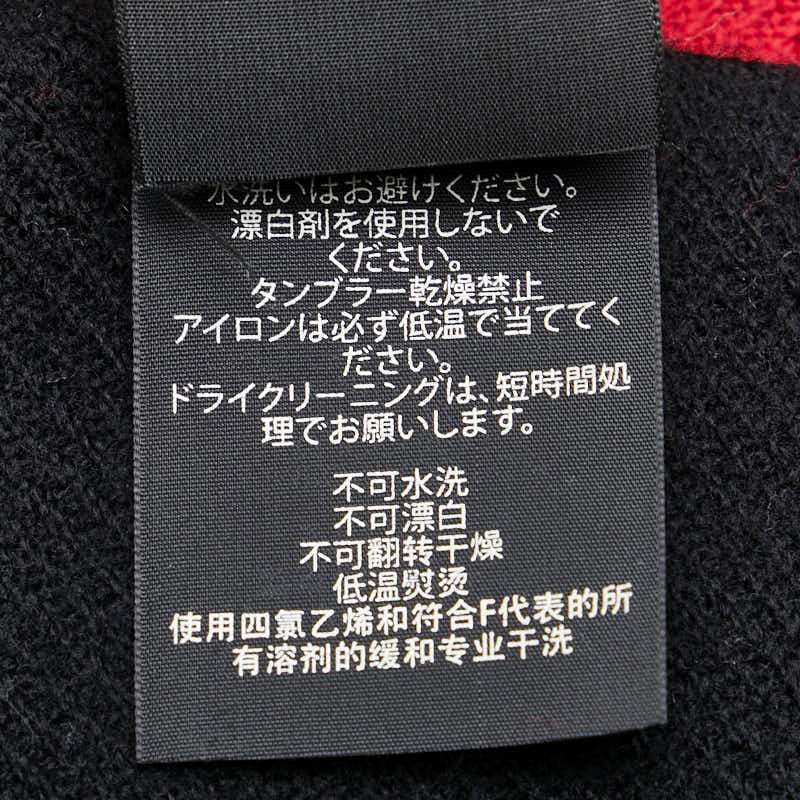 水洗いはお避けください。
漂白剤を使用しないで
ください。
タンブラー乾燥禁止
アイロンは必ず低温で当ててく
ださい。
ドライクリーニングは、短時間処
理でお願いします。
不可水洗
不可漂白
不可翻转干燥
低温熨烫
使用四氯乙烯和符合F代表的所
有溶剂的缓和专业干洗